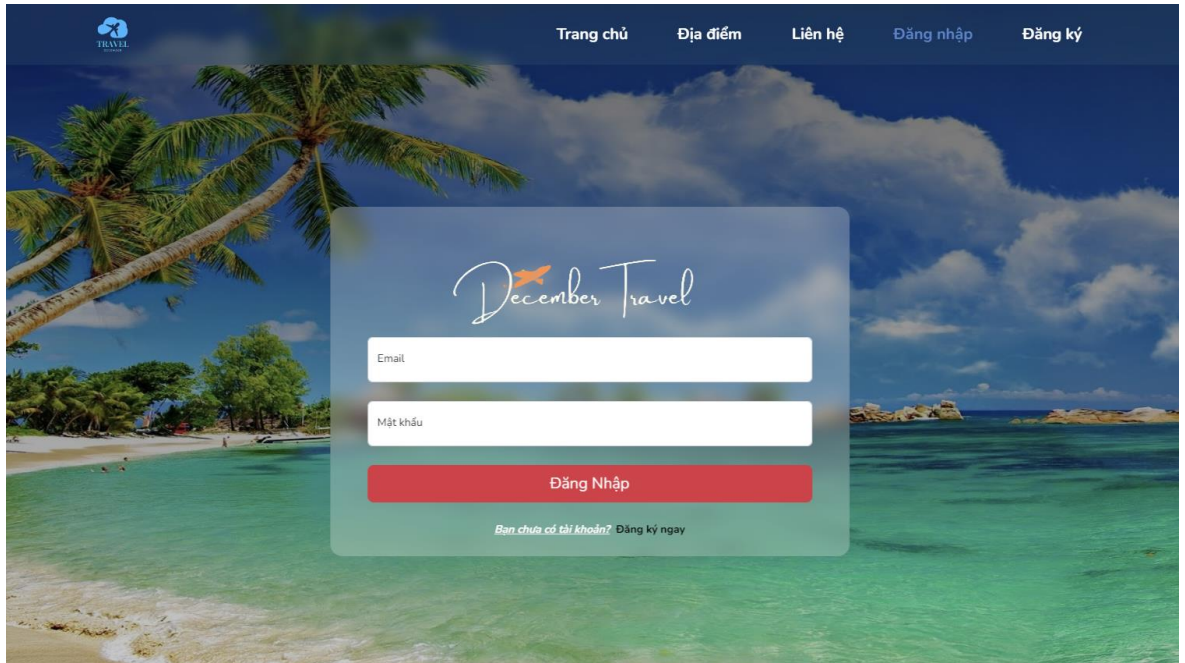 TRAVEL
Trang chủ Địa điểm Liên hệ Đăng nhập Đăng ký
December Travel
Email
Mật khẩu
Đăng Nhập
Bạn chưa có tài khoản? Đăng ký ngay